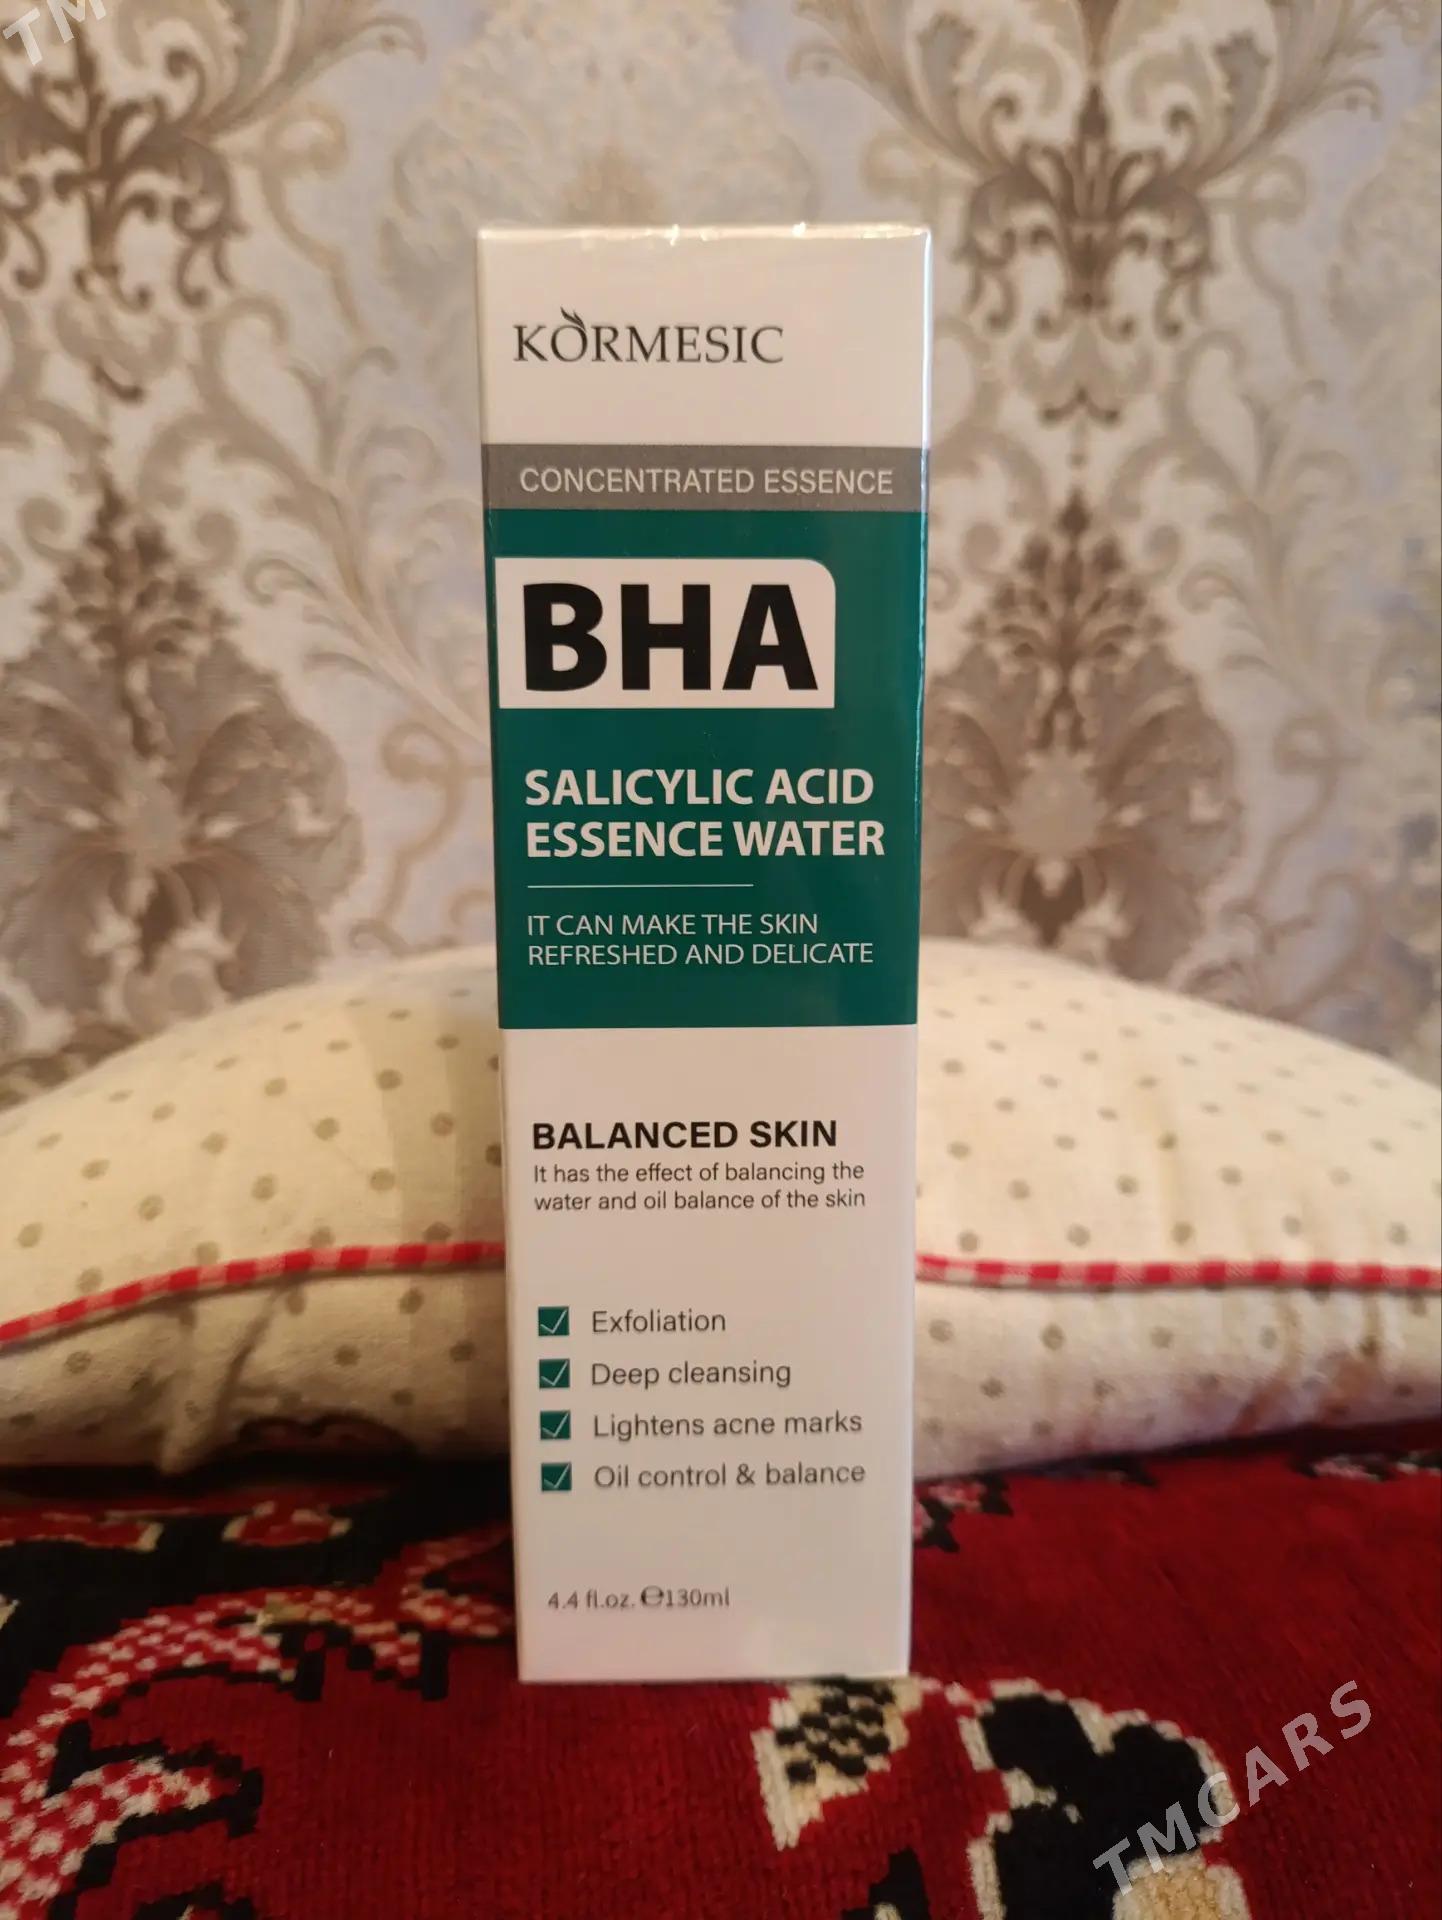 TM
KORMESIC
CONCENTRATED ESSENCE
BHA
SALICYLIC ACID
ESSENCE WATER
IT CAN MAKE THE SKIN
REFRESHED AND DELICATE
BALANCED SKIN
It has the effect of balancing the
water and oil balance of the skin
Exfoliation
Deep cleansing
Lightens acne marks
Oil control & balance
4.4 fl.oz. ℮130ml
TMCARS